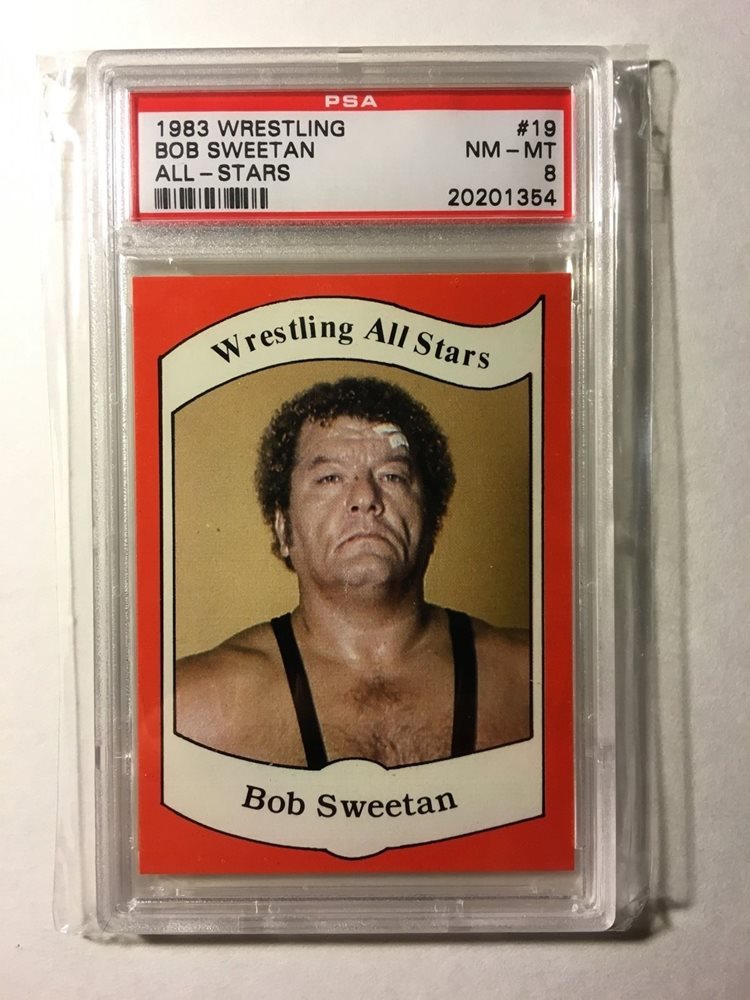 PSA
1983 WRESTLING #19
BOB SWEETAN NM-MT
ALL-STARS 8
20201354
Wrestling All Stars
Bob Sweetan